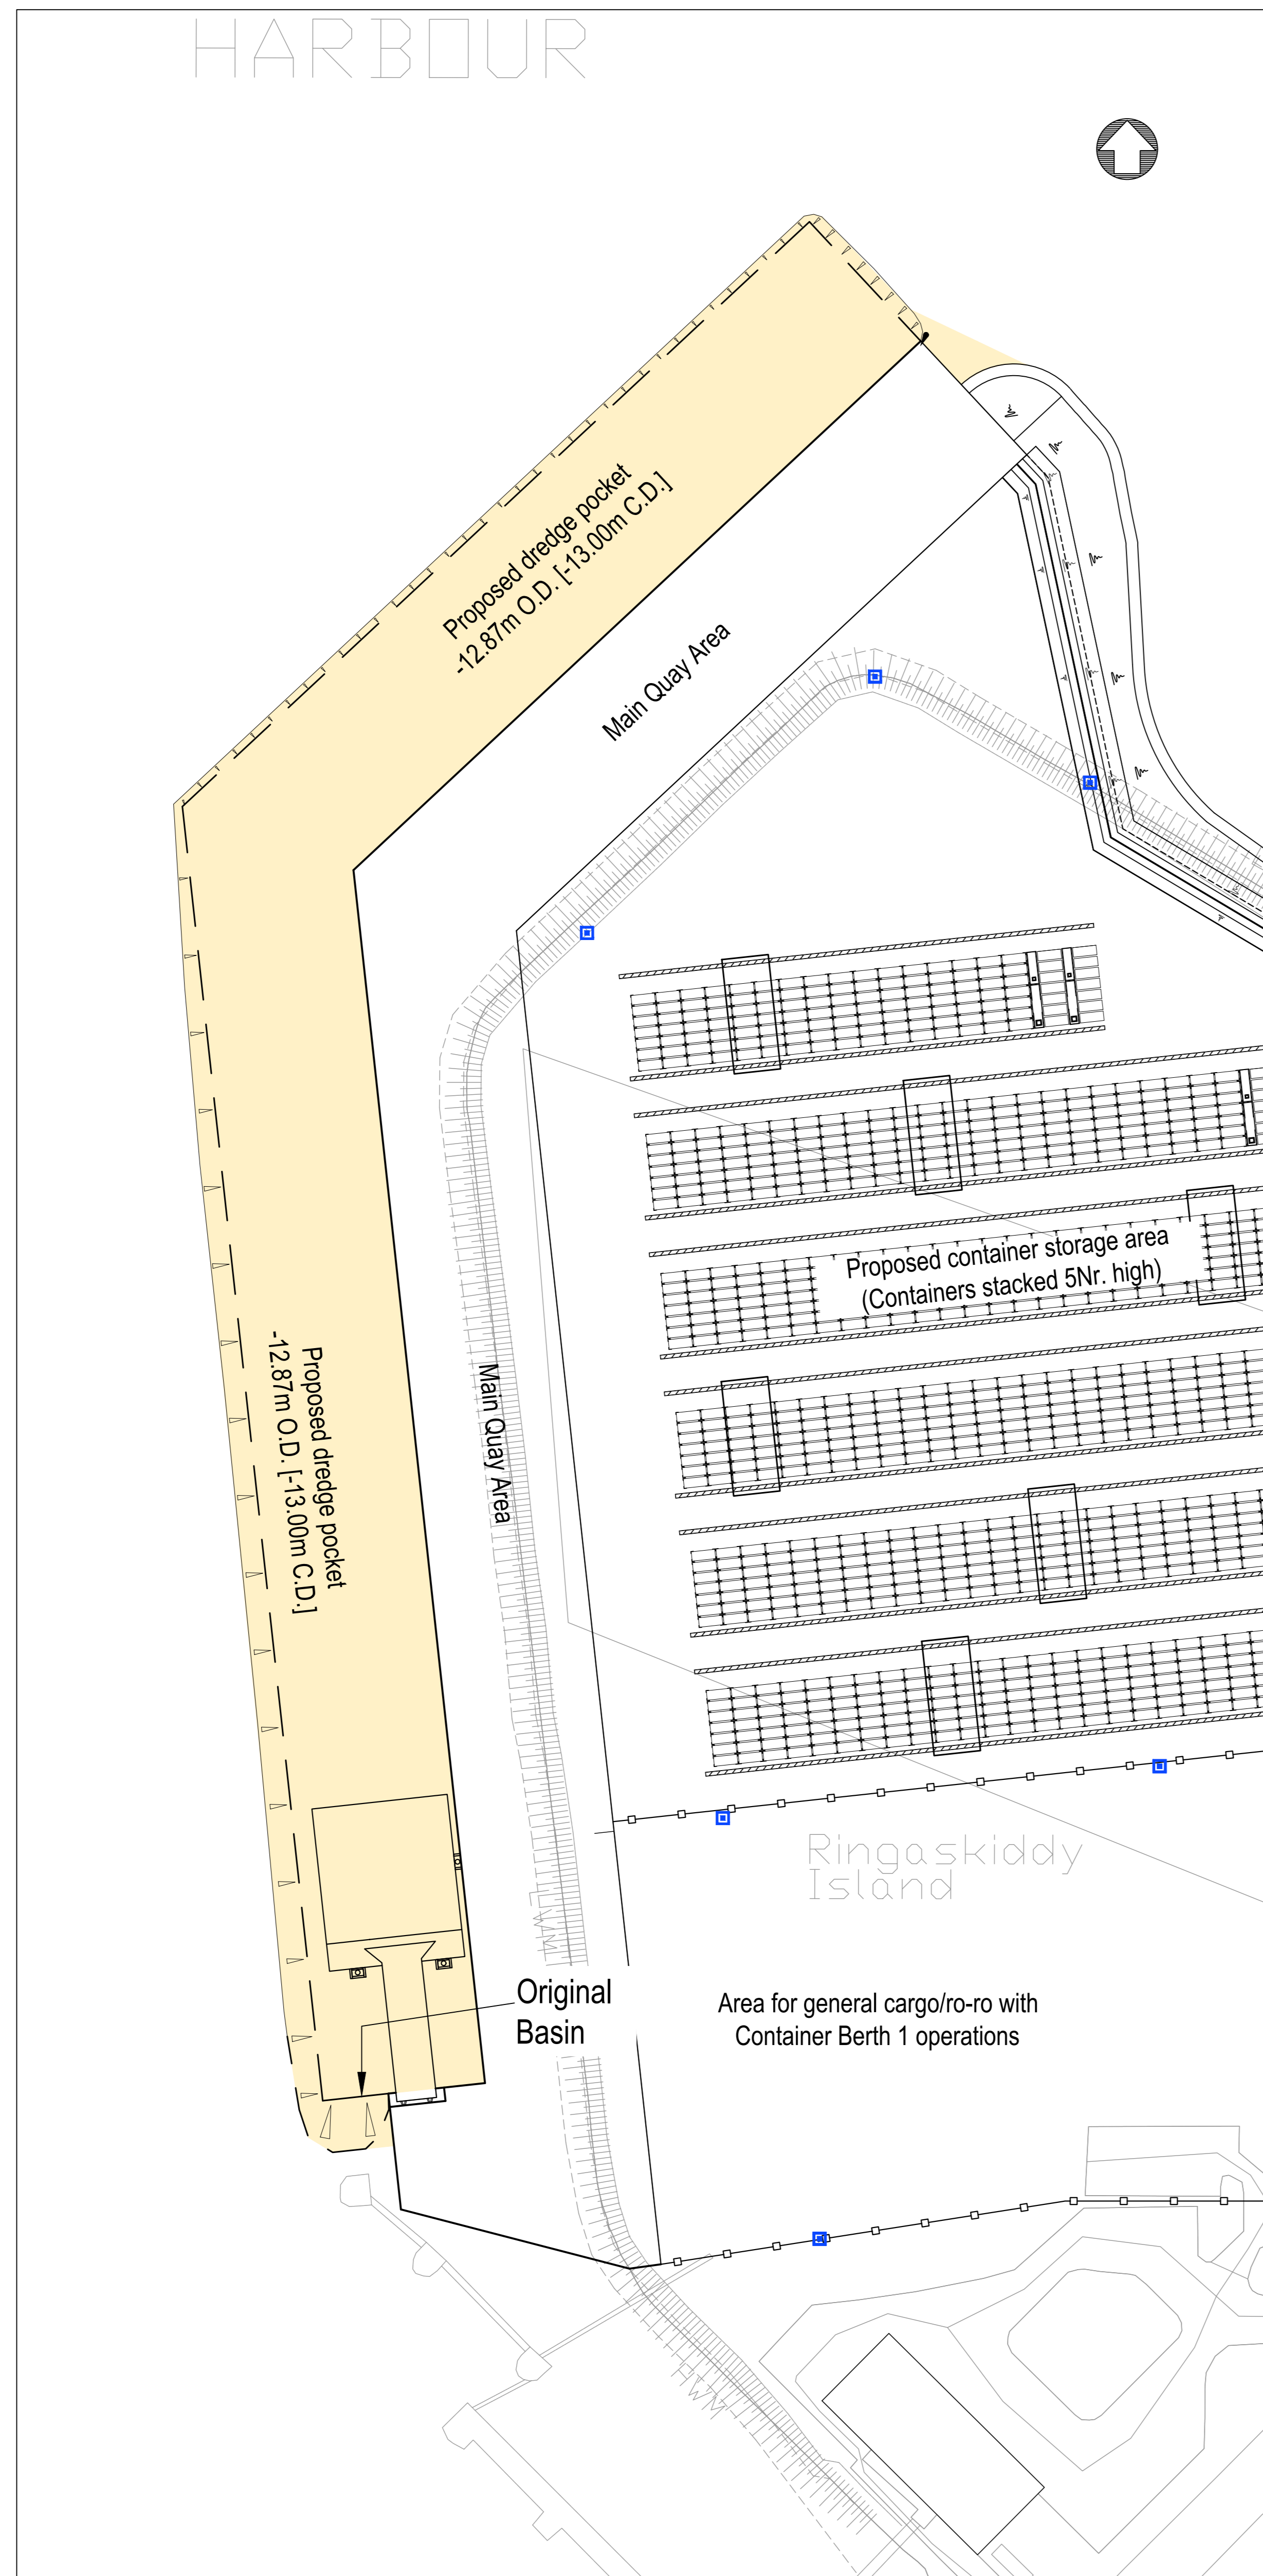 HARBOUR
Proposed dredge pocket
-12.87m O.D. [-13.00m C.D.]
Main Quay Area
Proposed container storage area
(Containers stacked 5Nr. high)
Proposed dredge pocket
-12.87m O.D. [-13.00m C.D.]
Main Quay Area
Ringaskiddy
Island
Original
Basin
Area for general cargo/ro-ro with
Container Berth 1 operations
HWM